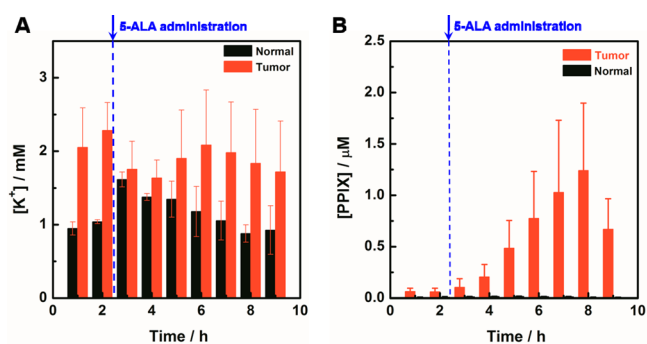 A
5-ALA administration
Normal
Tumor
3
2
1
0
[K⁺] / mM
0 2 4 6 8 10
Time / h
B
5-ALA administration
Tumor
Normal
2.5
2.0
1.5
1.0
0.5
0.0
[PPIX] / μM
0 2 4 6 8 10
Time / h